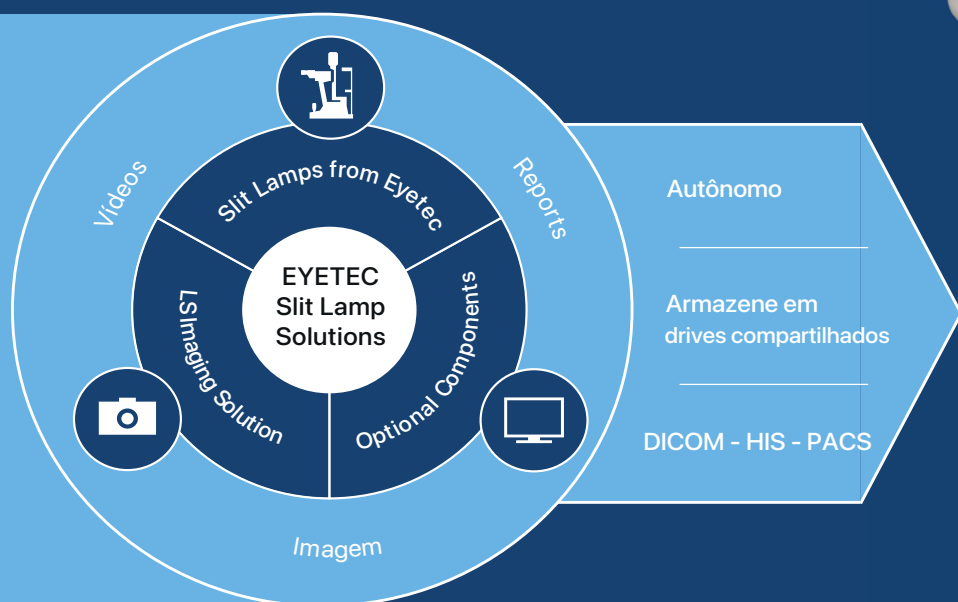 Vídeos
Reports
Slit Lamps from Eyetec
EYETEC
Slit Lamp
Solutions
LSImaging Solution
Optional Components
Imagem
Autônomo
Armazene em
drives compartilhados
DICOM - HIS - PACS